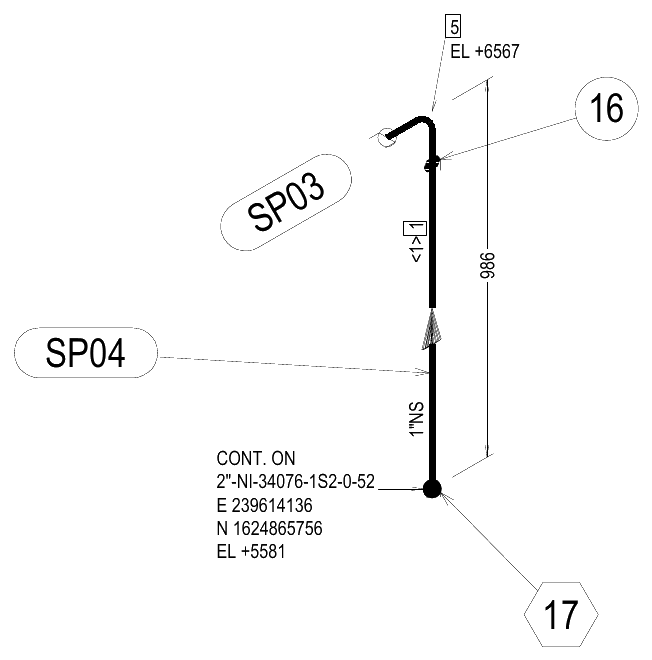 5
EL +6567
16
SP03
<1> 1
986
SP04
1"NS
CONT. ON
2"-NI-34076-1S2-0-52
E 239614136
N 1624865756
EL +5581
17